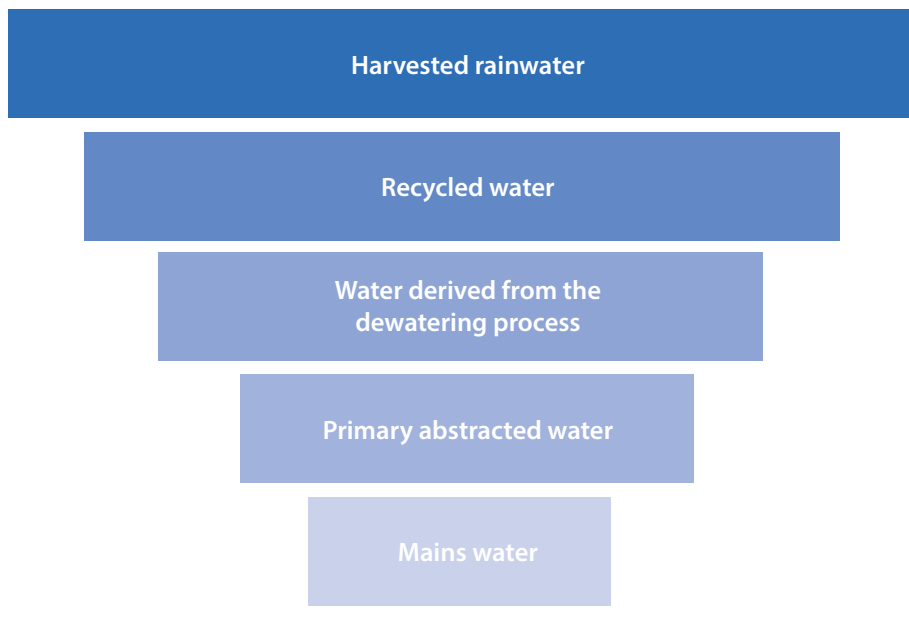 Harvested rainwater
Recycled water
Water derived from the
dewatering process
Primary abstracted water
Mains water